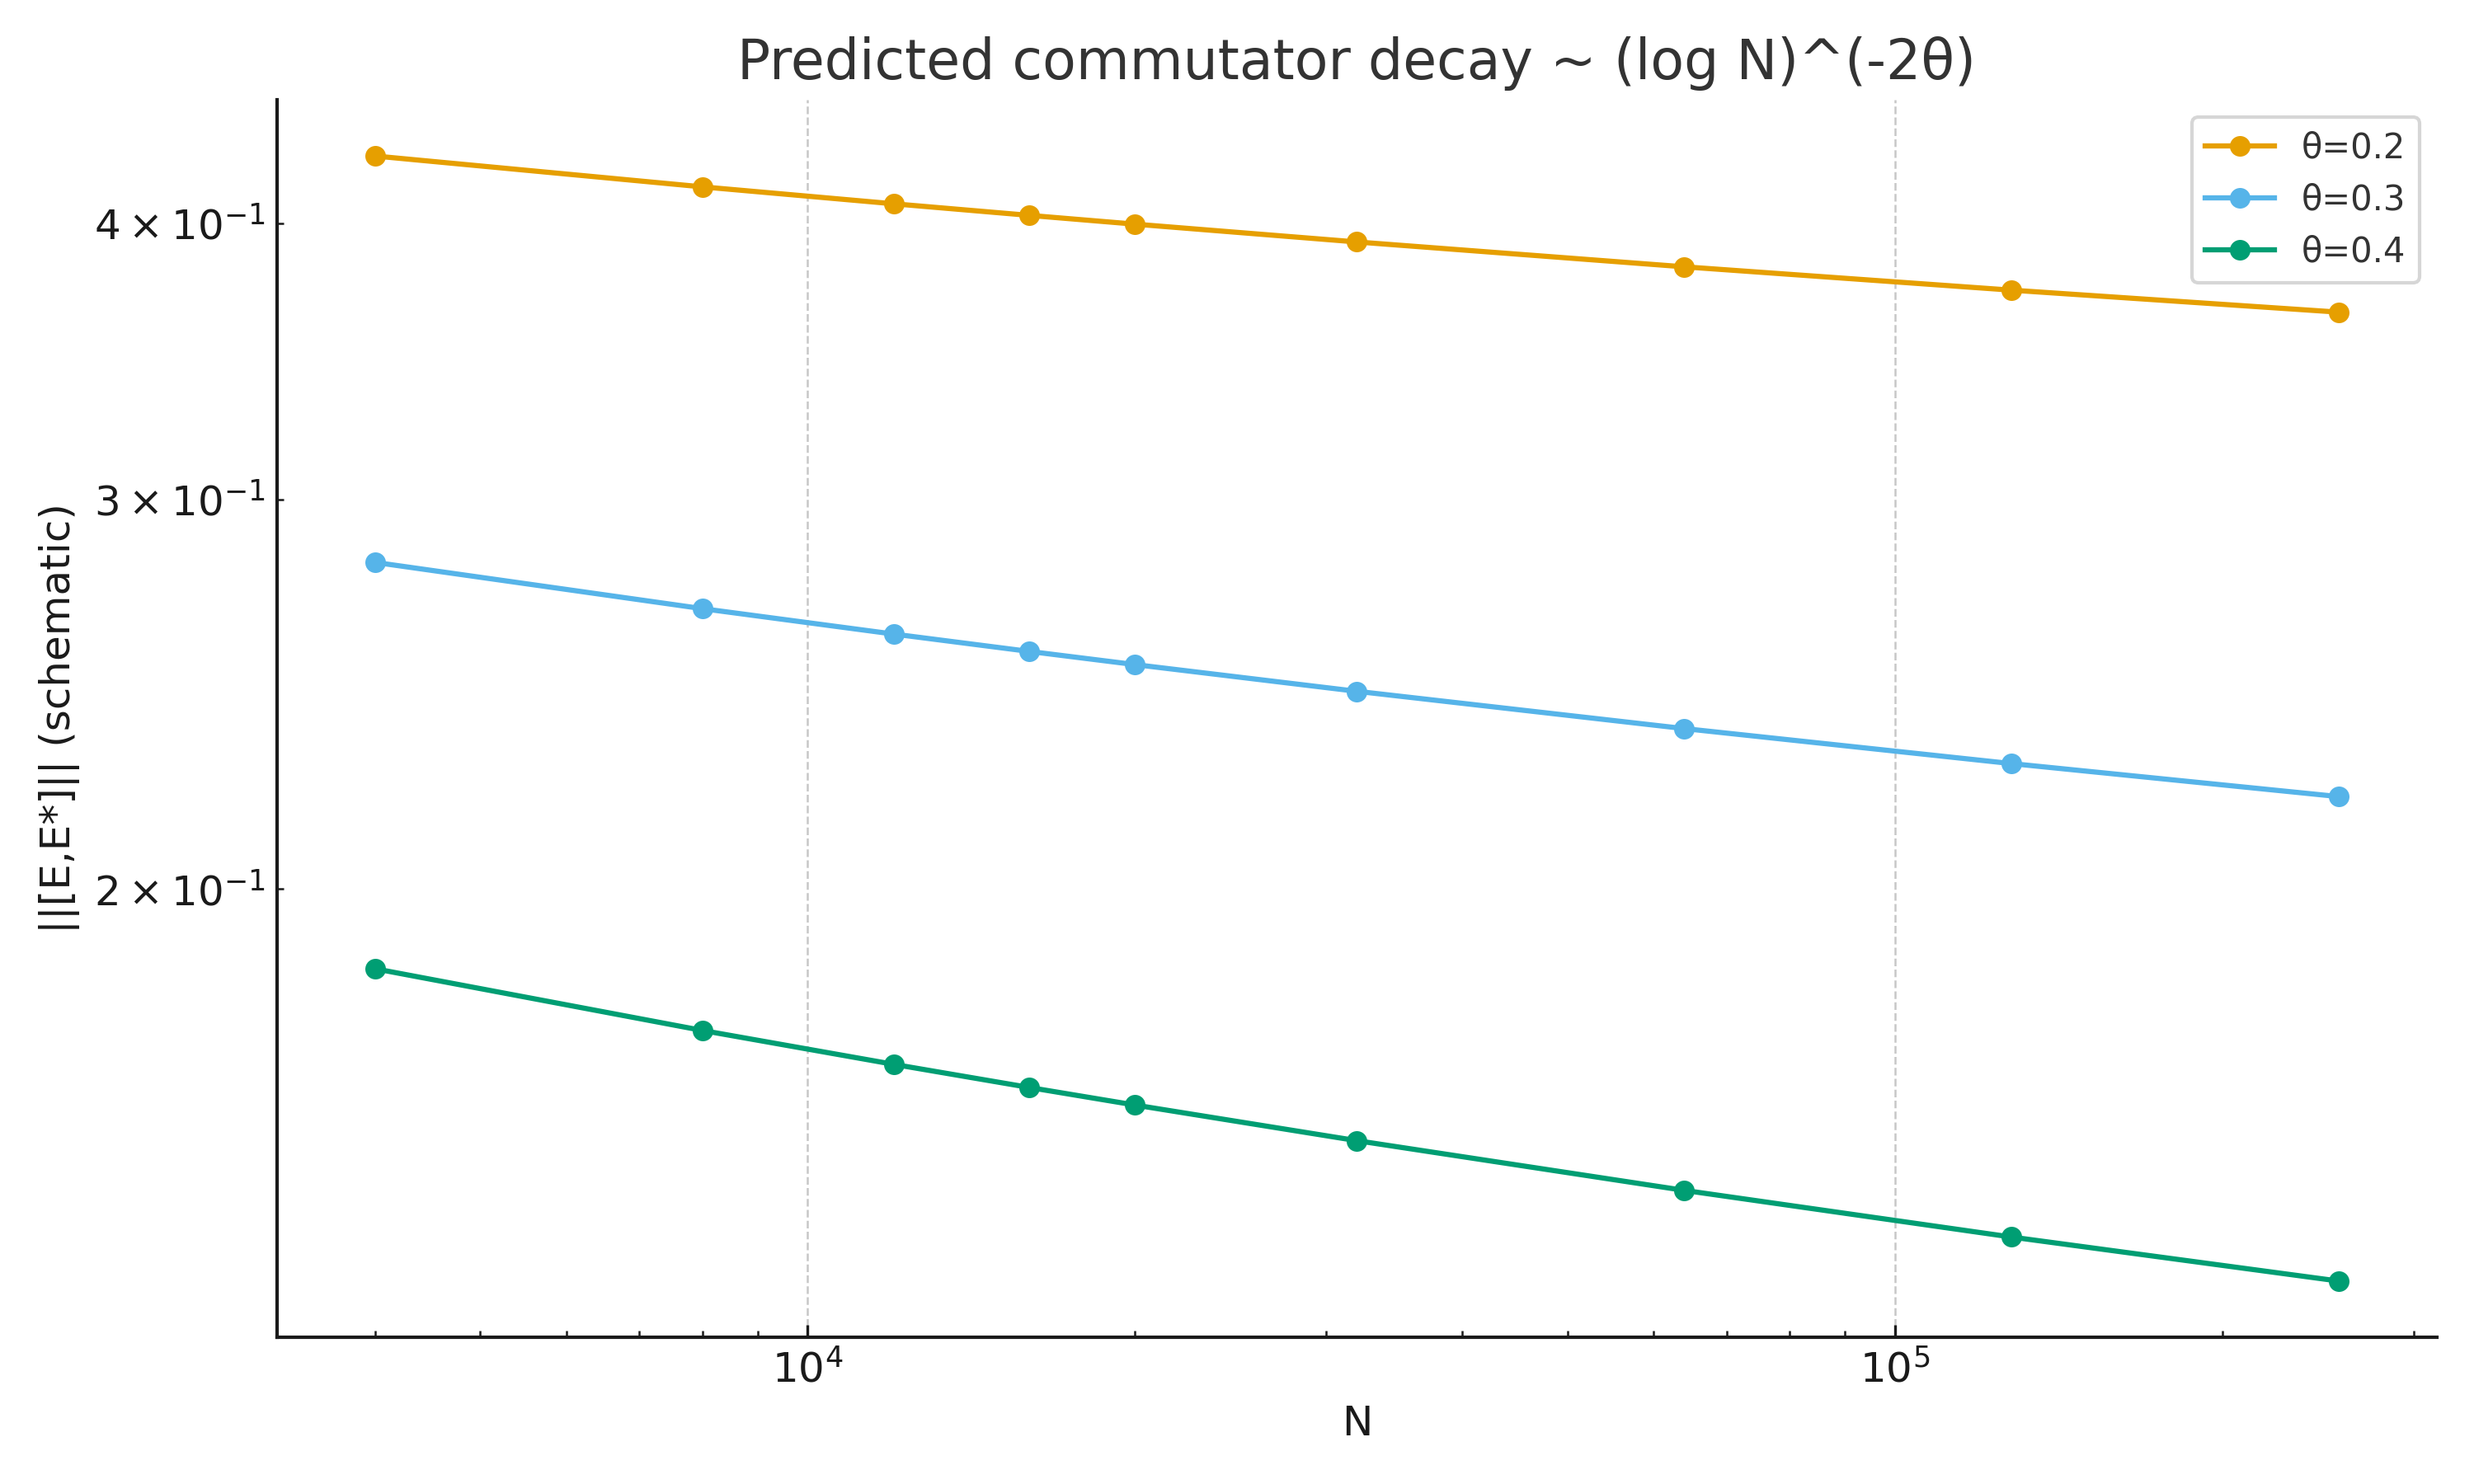 Predicted commutator decay ~ (log N)^(-2θ)
θ=0.2
θ=0.3
θ=0.4
4 × 10⁻¹
3 × 10⁻¹
2 × 10⁻¹
||[E,E*]|| (schematic)
10⁴
10⁵
N